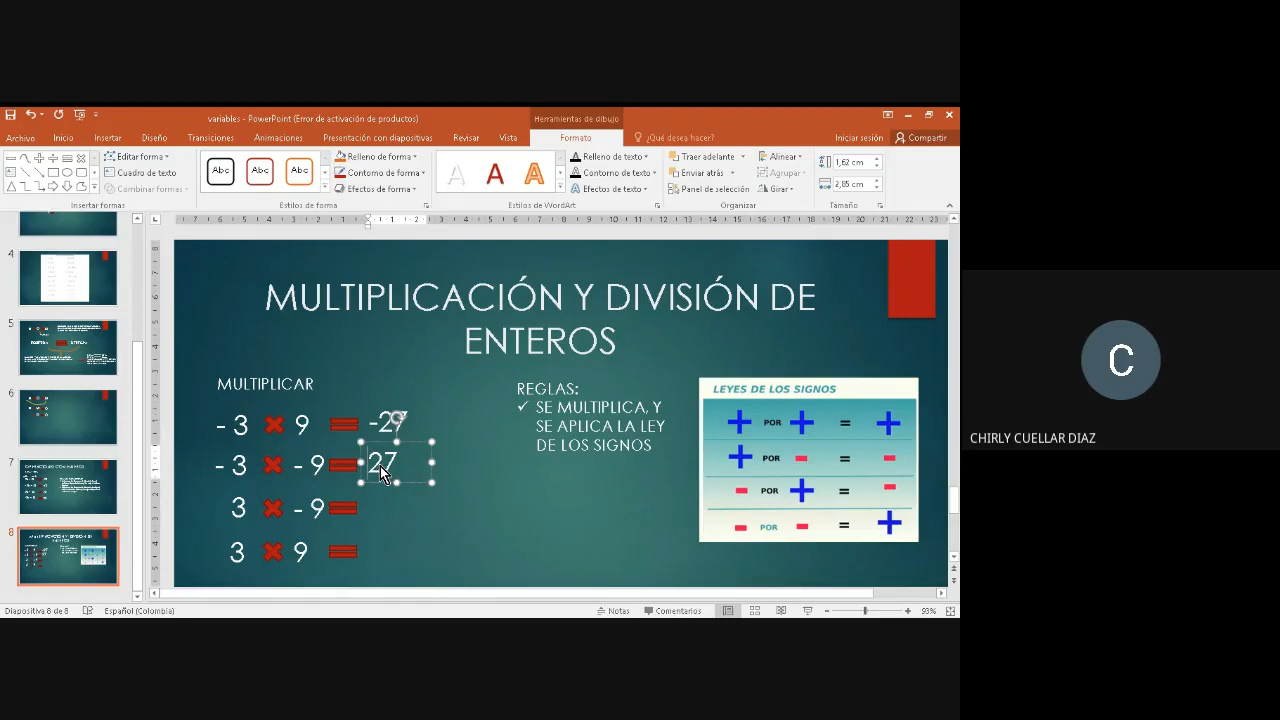 variables - PowerPoint (Error de activación de productos)
Herramientas de dibujo
Archivo Inicio Insertar Diseño Transiciones Animaciones Presentación con diapositivas Revisar Vista Formato ¿Qué desea hacer? Iniciar sesión Compartir
Editar forma
Cuadro de texto
Combinar formas
Insertar formas
Abc Abc Abc
Relleno de forma
Contorno de forma
Efectos de forma
Estilos de forma
A A A
Relleno de texto
Contorno de texto
Efectos de texto
Estilos de WordArt
Traer adelante
Enviar atrás
Panel de selección
Alinear
Agrupar
Girar
Organizar
1,62 cm
2,85 cm
Tamaño
4
5
6
7
8
MULTIPLICACIÓN Y DIVISIÓN DE
ENTEROS
MULTIPLICAR
- 3 × 9 = -27
- 3 × - 9 = 27
3 × - 9 =
3 × 9 =
REGLAS:
✓ SE MULTIPLICA, Y
SE APLICA LA LEY
DE LOS SIGNOS
LEYES DE LOS SIGNOS
+ POR + = +
+ POR - = -
- POR + = -
- POR - = +
C
CHIRLY CUELLAR DIAZ
Diapositiva 8 de 8 Español (Colombia) Notas Comentarios 93%